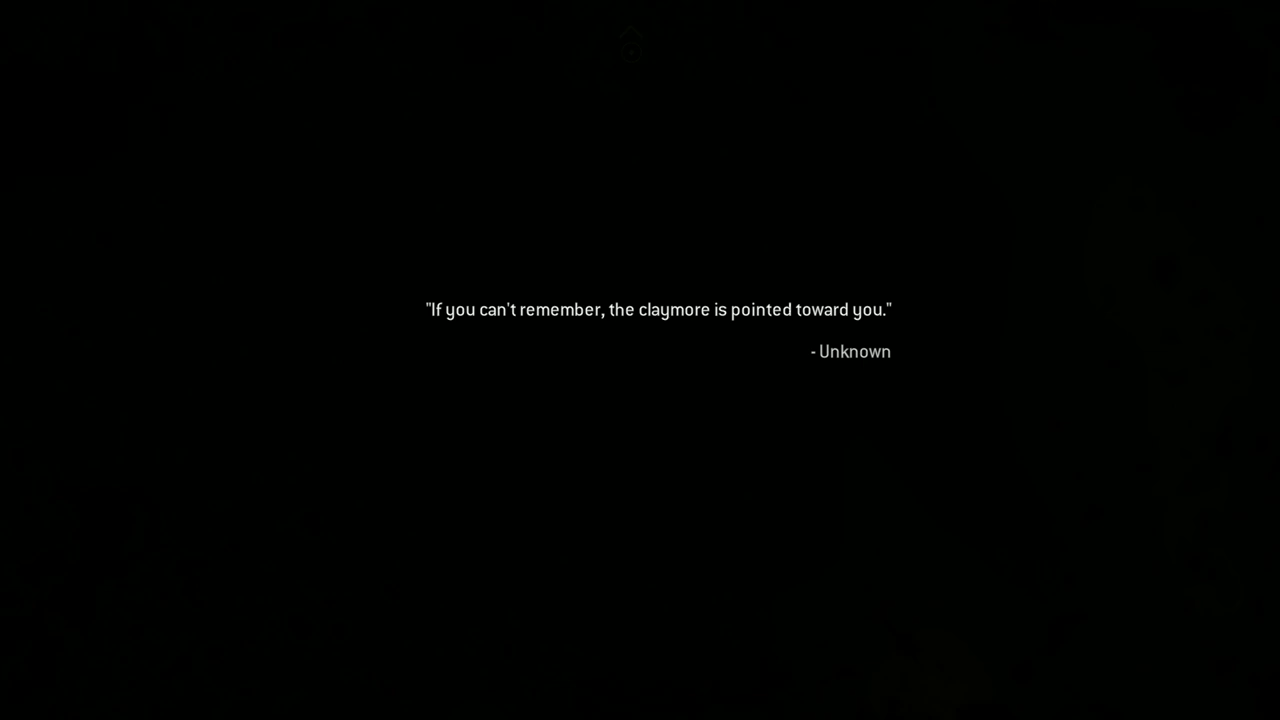 "If you can't remember, the claymore is pointed toward you."
- Unknown